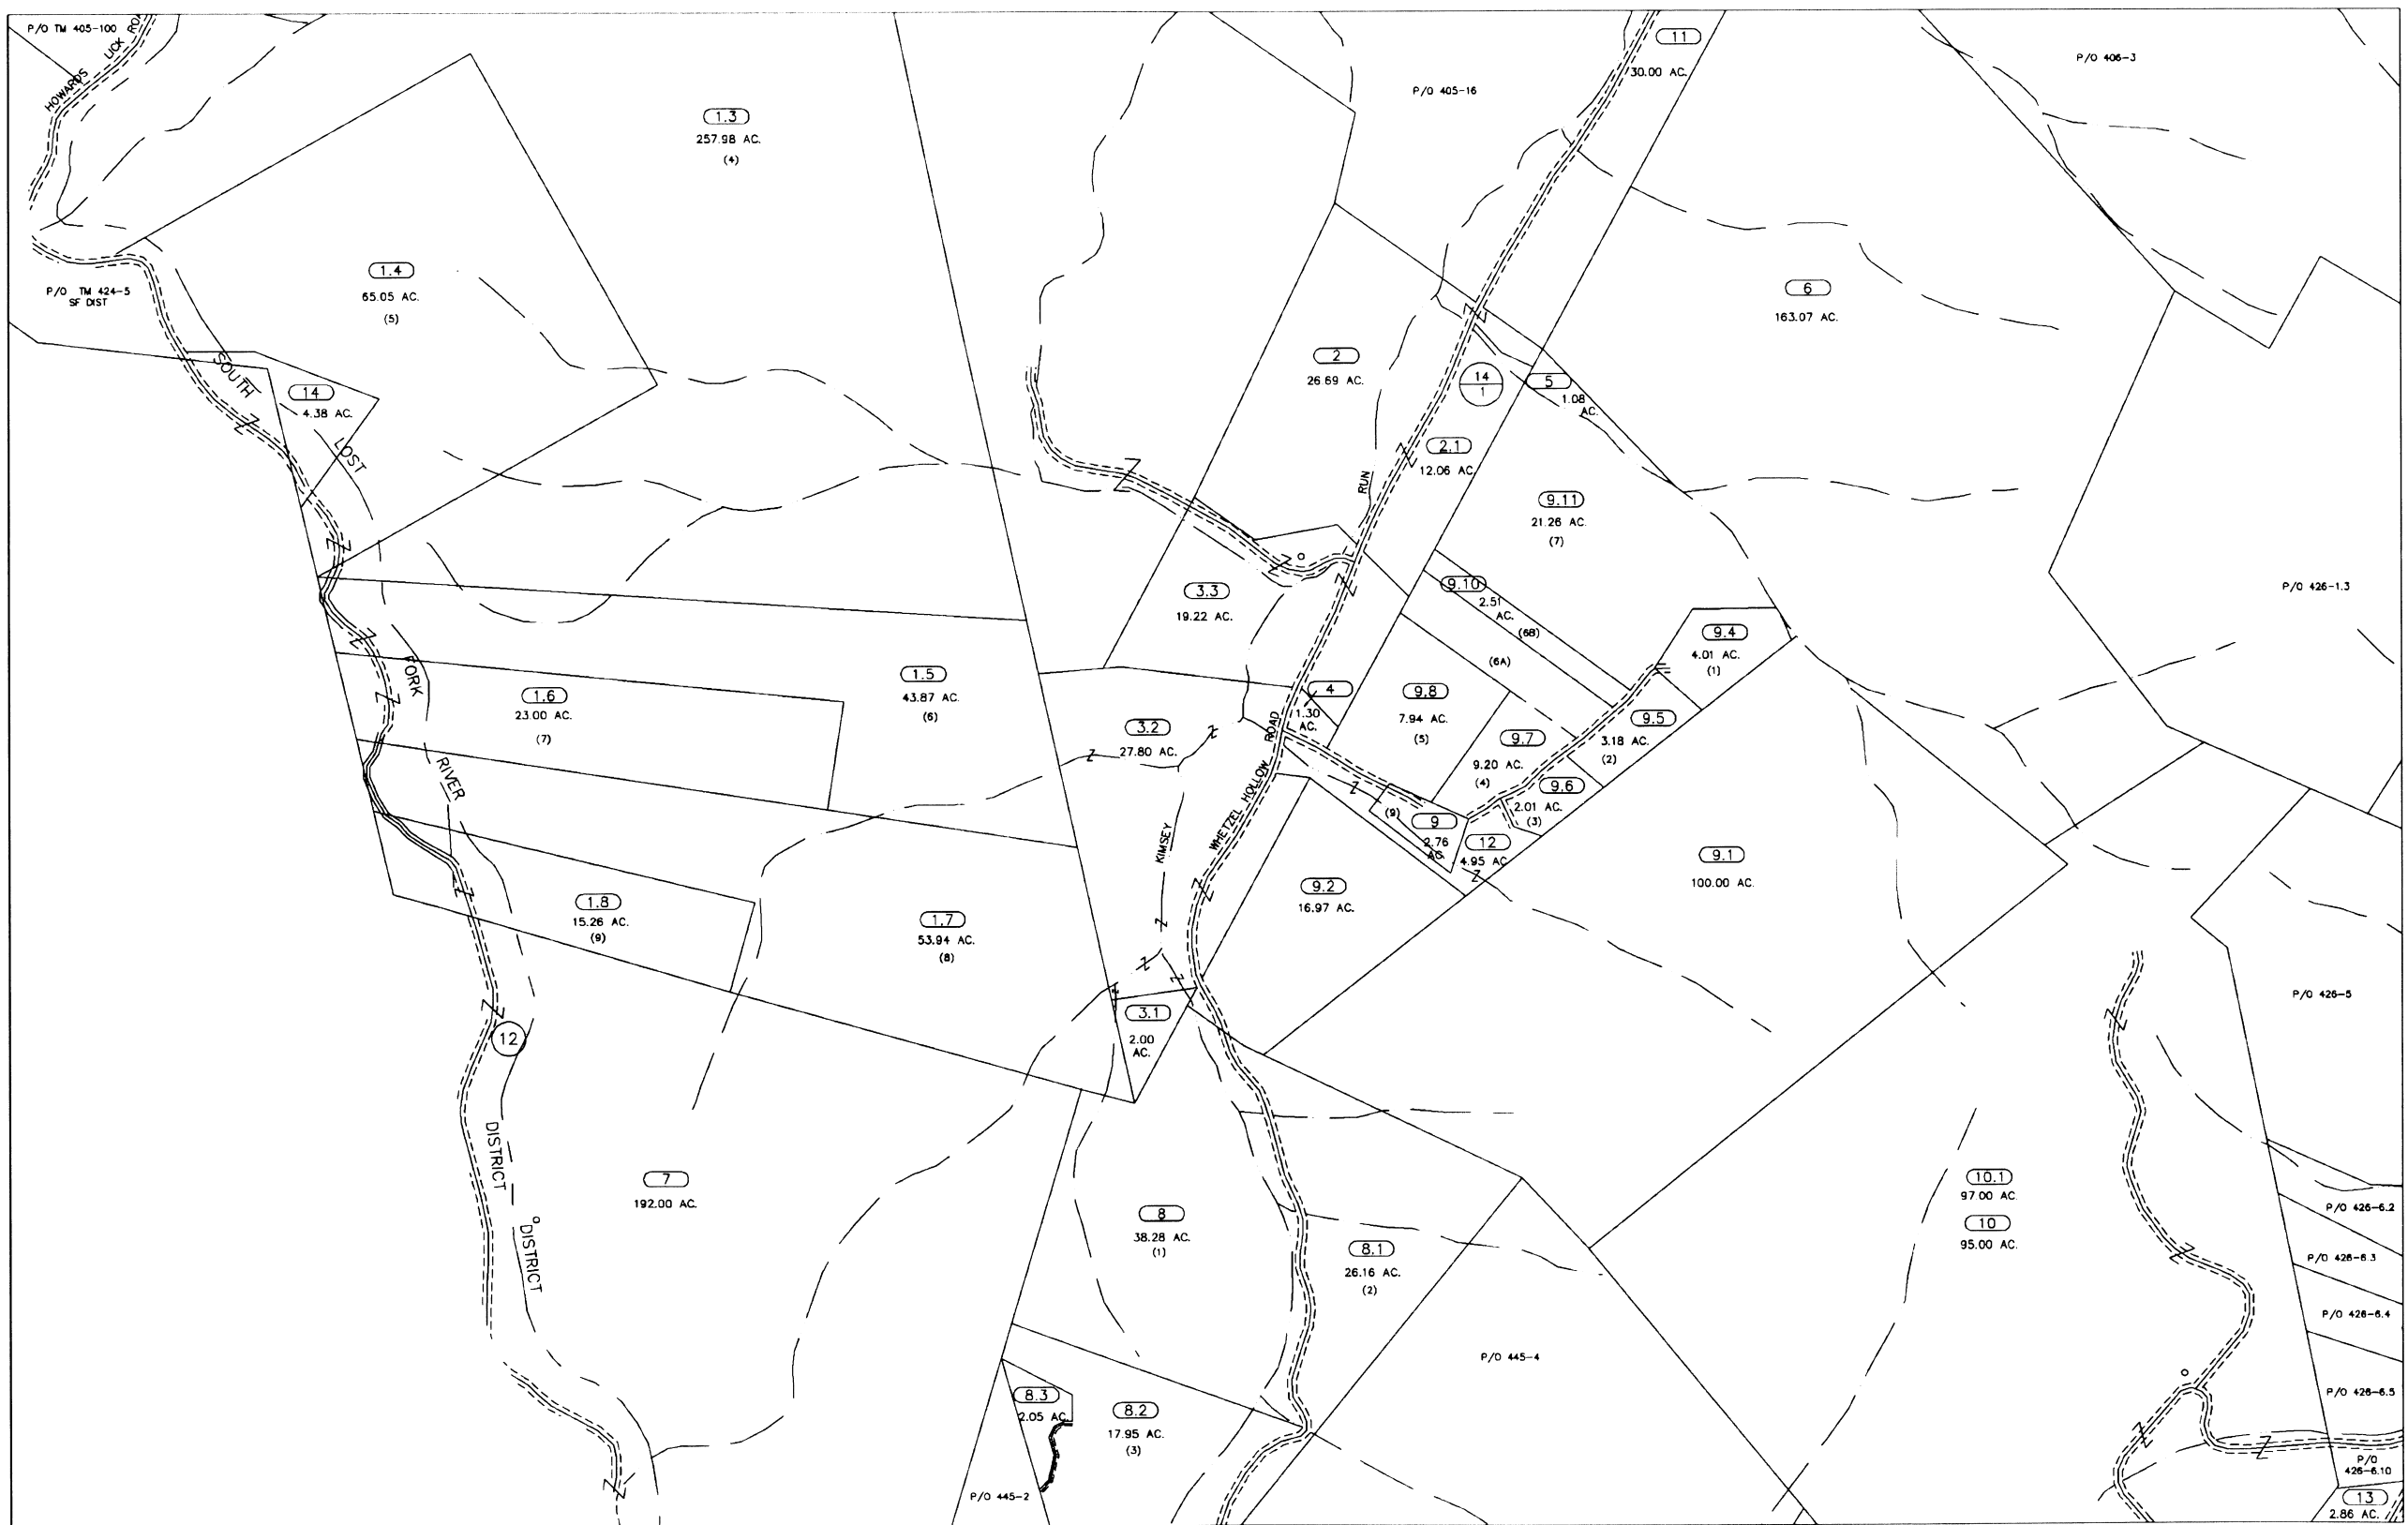 P/O TM 405-100
HOWARDS LICK
11
30.00 AC.
P/O 406-3
P/O 405-16
1.3
257.98 AC.
(4)
1.4
65.05 AC.
(5)
P/O TM 424-5
SF DIST
6
163.07 AC.
2
26.69 AC.
14
1
5
1.08
AC.
14
4.38 AC.
SOUTH
LOST
FORK
RIVER
2.1
12.06 AC.
RUN
9.11
21.26 AC.
(7)
3.3
19.22 AC.
9.10
2.51
AC.
(6B)
P/O 426-1.3
9.4
4.01 AC.
(1)
(6A)
1.5
43.87 AC.
(6)
1.6
23.00 AC.
(7)
4
1.30
AC.
9.8
7.94 AC.
(5)
9.5
3.18 AC.
(2)
3.2
27.80 AC.
9.7
9.20 AC.
(4)
9.6
2.01 AC.
(3)
KIMSEY
WHETZEL HOLLOW ROAD
(9)
9
2.76
AC.
12
4.95 AC.
9.1
100.00 AC.
9.2
16.97 AC.
1.8
15.26 AC.
(9)
1.7
53.94 AC.
(8)
P/O 426-5
3.1
2.00
AC.
12
DISTRICT
DISTRICT
7
192.00 AC.
10.1
97.00 AC.
10
95.00 AC.
P/O 426-6.2
8
38.28 AC.
(1)
8.1
26.16 AC.
(2)
P/O 426-6.3
P/O 426-6.4
P/O 445-4
8.3
2.05 AC.
8.2
17.95 AC.
(3)
P/O 426-6.5
P/O
426-6.10
P/O 445-2
13
2.86 AC.